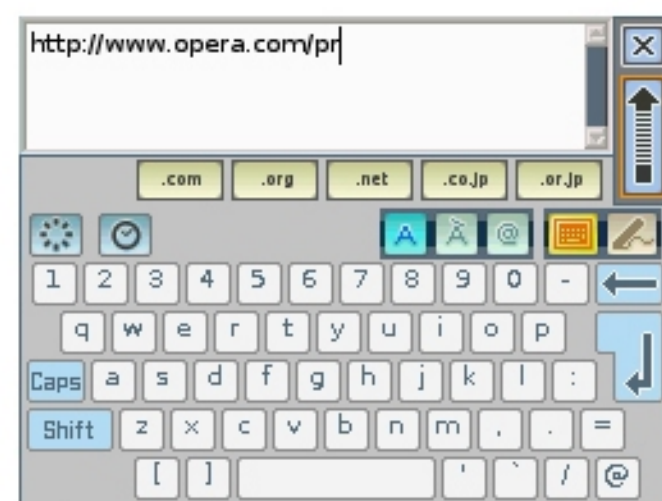 http://www.opera.com/pr
.com .org .net .co.jp .or.jp
A À @
1 2 3 4 5 6 7 8 9 0 -
q w e r t y u i o p
Caps a s d f g h j k l :
Shift z x c v b n m , . =
[ ] ' ` / @